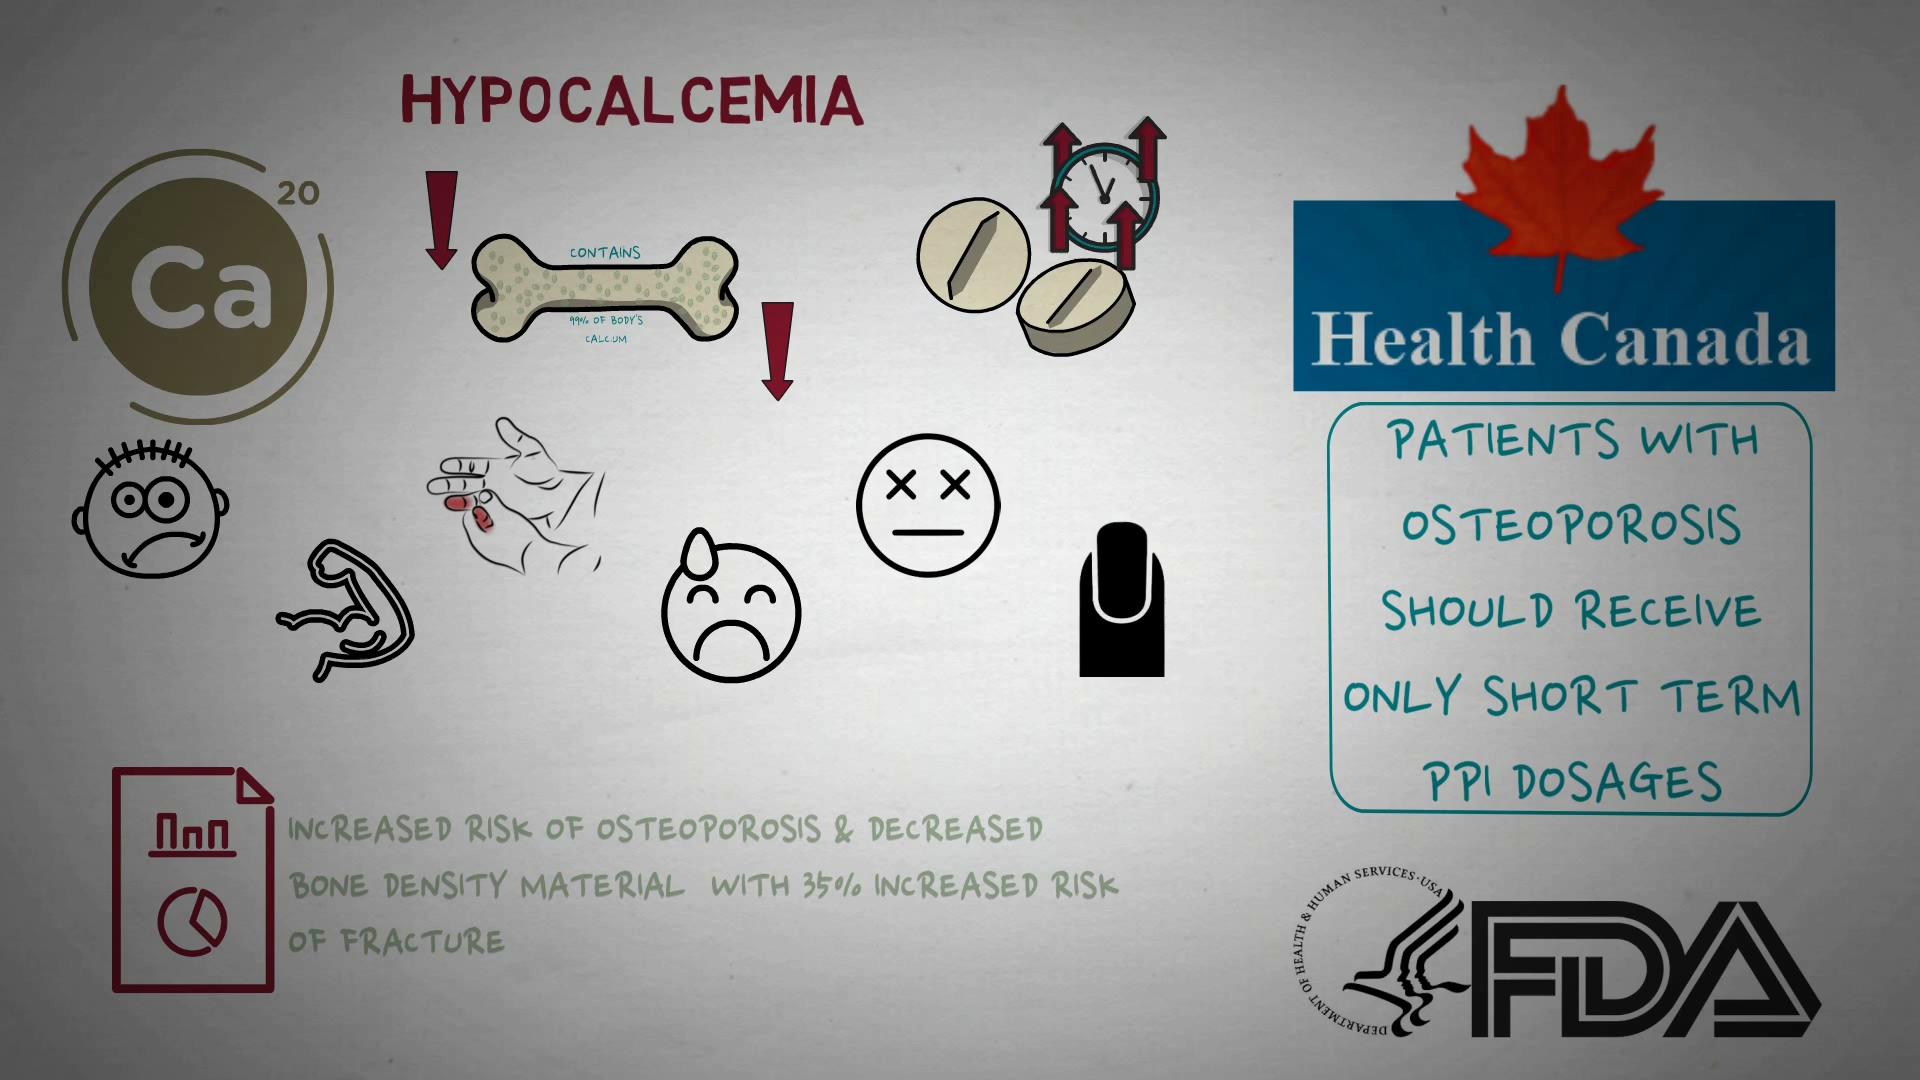 HYPOCALCEMIA
20
Ca
CONTAINS
99% OF BODY'S
CALCIUM
Health Canada
PATIENTS WITH
OSTEOPOROSIS
SHOULD RECEIVE
ONLY SHORT TERM
PPI DOSAGES
INCREASED RISK OF OSTEOPOROSIS & DECREASED
BONE DENSITY MATERIAL WITH 35% INCREASED RISK
OF FRACTURE
DEPARTMENT OF HEALTH & HUMAN SERVICES·USA
FDA